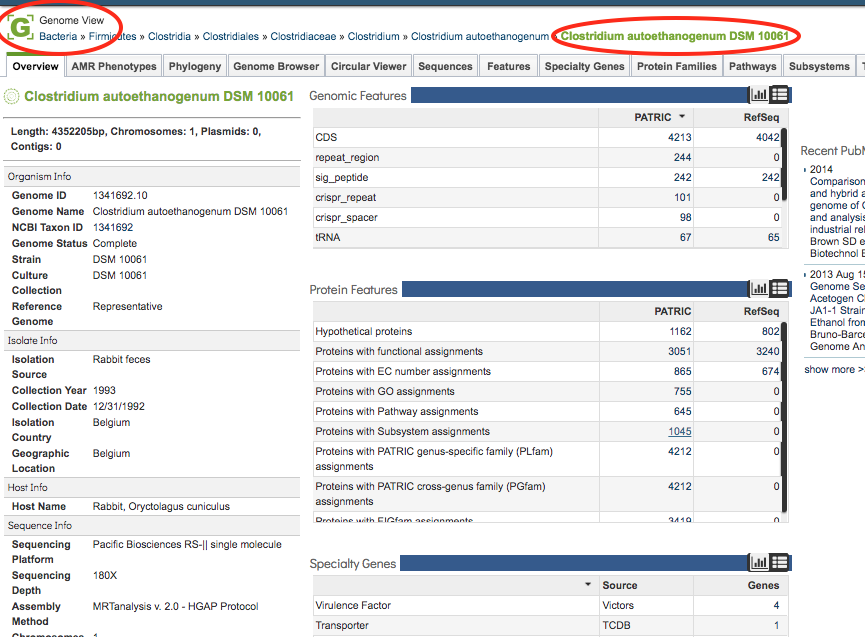 G
Genome View
Bacteria » Firmicutes » Clostridia » Clostridiales » Clostridiaceae » Clostridium » Clostridium autoethanogenum » Clostridium autoethanogenum DSM 10061
Overview AMR Phenotypes Phylogeny Genome Browser Circular Viewer Sequences Features Specialty Genes Protein Families Pathways Subsystems
Clostridium autoethanogenum DSM 10061
Length: 4352205bp, Chromosomes: 1, Plasmids: 0,
Contigs: 0
Organism Info
Genome ID 1341692.10
Genome Name Clostridium autoethanogenum DSM 10061
NCBI Taxon ID 1341692
Genome Status Complete
Strain DSM 10061
Culture DSM 10061
Collection
Reference Representative
Genome
Isolate Info
Isolation Rabbit feces
Source
Collection Year 1993
Collection Date 12/31/1992
Isolation Belgium
Country
Geographic Belgium
Location
Host Info
Host Name Rabbit, Oryctolagus cuniculus
Sequence Info
Sequencing Pacific Biosciences RS-|| single molecule
Platform
Sequencing 180X
Depth
Assembly MRTanalysis v. 2.0 - HGAP Protocol
Method
Chromosomes 1
Genomic Features
PATRIC RefSeq
CDS 4213 4042
repeat_region 244 0
sig_peptide 242 242
crispr_repeat 101 0
crispr_spacer 98 0
tRNA 67 65
Protein Features
PATRIC RefSeq
Hypothetical proteins 1162 802
Proteins with functional assignments 3051 3240
Proteins with EC number assignments 865 674
Proteins with GO assignments 755 0
Proteins with Pathway assignments 645 0
Proteins with Subsystem assignments 1045 0
Proteins with PATRIC genus-specific family (PLfam) 4212 0
assignments
Proteins with PATRIC cross-genus family (PGfam) 4212 0
assignments
Proteins with FIGfam assignments 3419 0
Specialty Genes
Source Genes
Virulence Factor Victors 4
Transporter TCDB 1
Recent Pub
2014
Comparison
and hybrid a
genome of C
and analysis
industrial rel
Brown SD e
Biotechnol B
2013 Aug 15
Genome Se
Acetogen C
JA1-1 Strain
Ethanol from
Bruno-Barce
Genome An
show more >